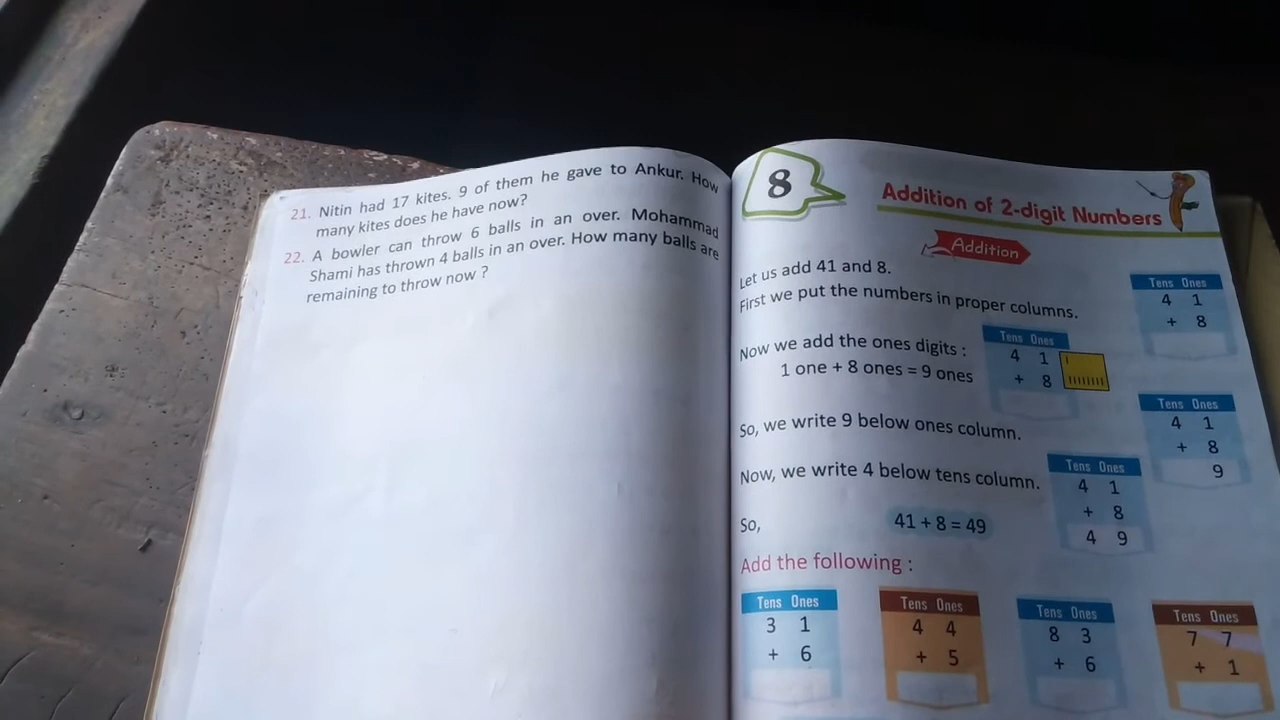 21. Nitin had 17 kites. 9 of them he gave to Ankur. How
many kites does he have now?
22. A bowler can throw 6 balls in an over. Mohammad
Shami has thrown 4 balls in an over. How many balls are
remaining to throw now ?
8
Addition of 2-digit Numbers
Addition
Let us add 41 and 8.
First we put the numbers in proper columns.
Tens Ones
4 1
+ 8
Now we add the ones digits :
1 one + 8 ones = 9 ones
Tens Ones
4 1
+ 8
So, we write 9 below ones column.
Tens Ones
4 1
+ 8
9
Now, we write 4 below tens column.
Tens Ones
4 1
+ 8
4 9
So,
41 + 8 = 49
Add the following :
Tens Ones
3 1
+ 6
Tens Ones
4 4
+ 5
Tens Ones
8 3
+ 6
Tens Ones
7 7
+ 1